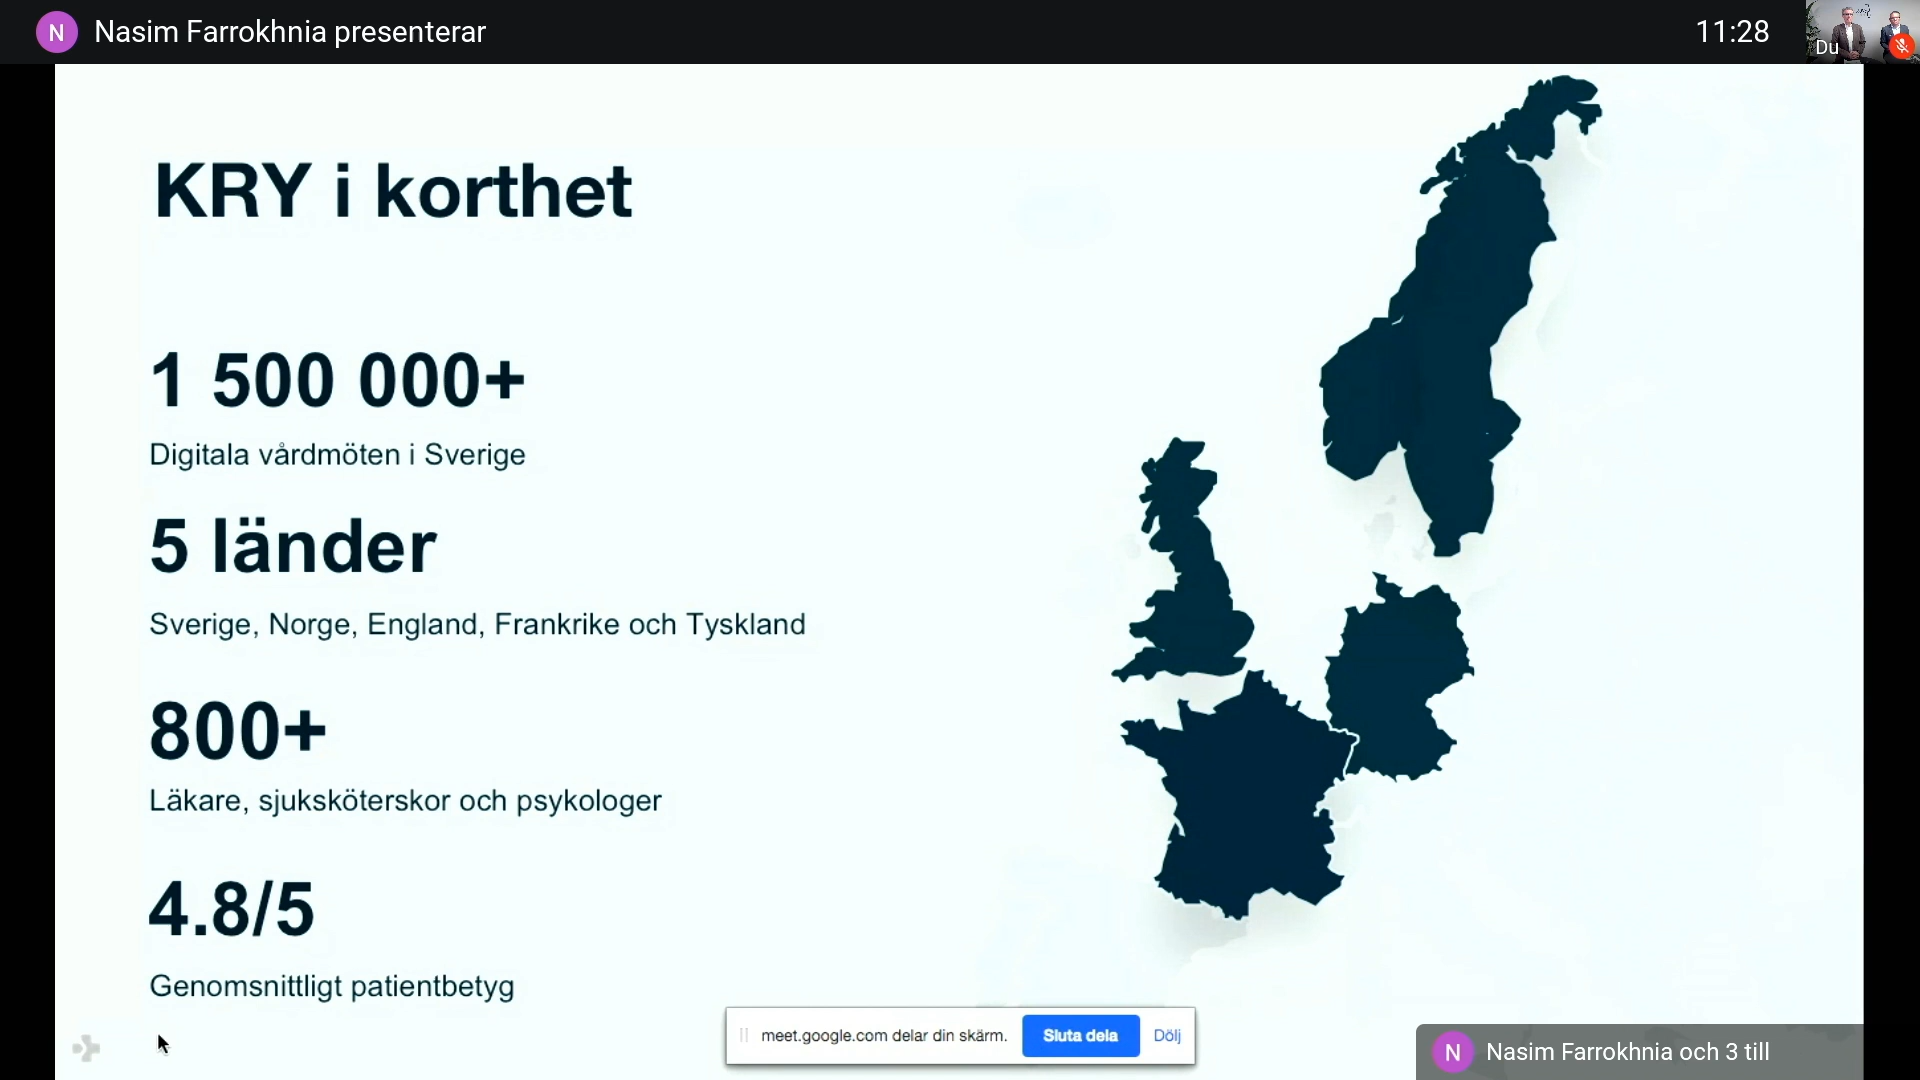 N Nasim Farrokhnia presenterar
11:28
Du
KRY i korthet
1 500 000+
Digitala vårdmöten i Sverige
5 länder
Sverige, Norge, England, Frankrike och Tyskland
800+
Läkare, sjuksköterskor och psykologer
4.8/5
Genomsnittligt patientbetyg
meet.google.com delar din skärm. Sluta dela Dölj
N Nasim Farrokhnia och 3 till